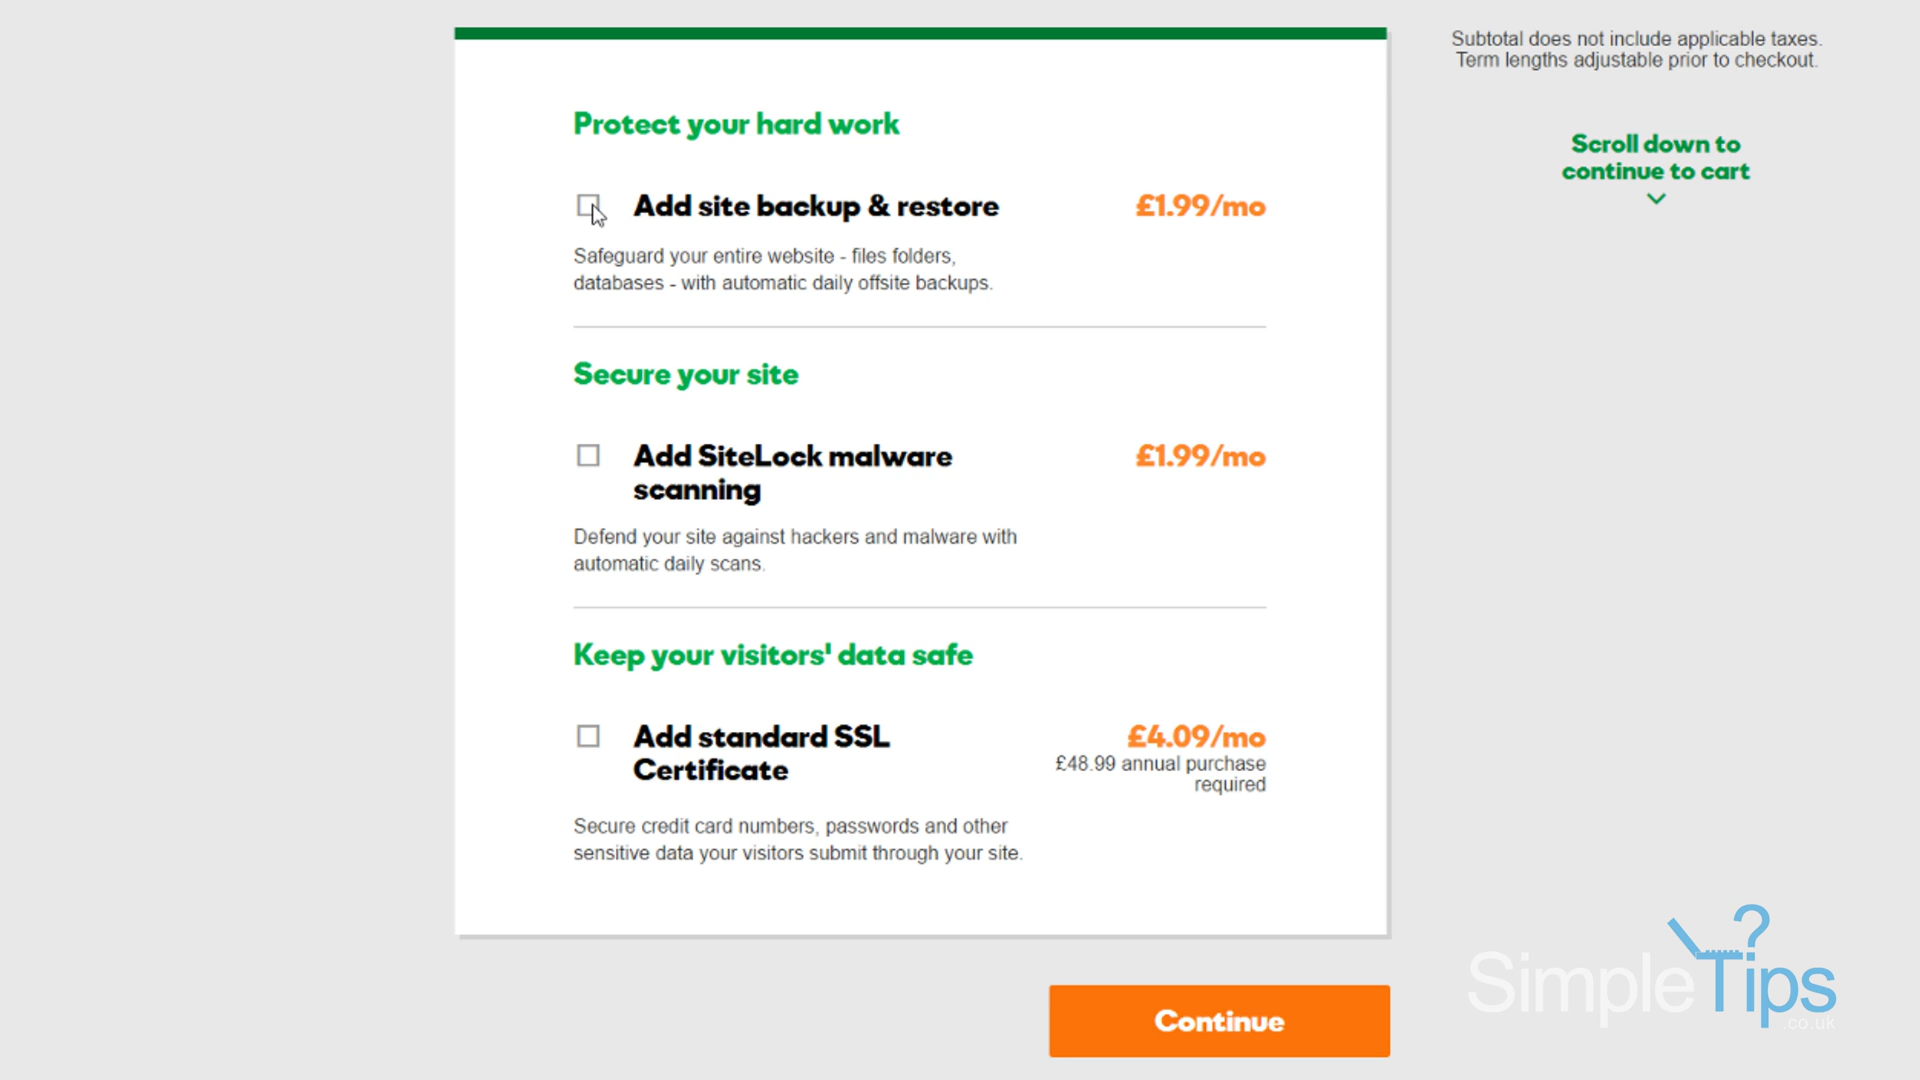 Subtotal does not include applicable taxes.
Term lengths adjustable prior to checkout.
Scroll down to
continue to cart
Protect your hard work
Add site backup & restore
£1.99/mo
Safeguard your entire website - files folders,
databases - with automatic daily offsite backups.
Secure your site
Add SiteLock malware
scanning
£1.99/mo
Defend your site against hackers and malware with
automatic daily scans.
Keep your visitors' data safe
Add standard SSL
Certificate
£4.09/mo
£48.99 annual purchase
required
Secure credit card numbers, passwords and other
sensitive data your visitors submit through your site.
Continue
SimpleTips
.co.uk